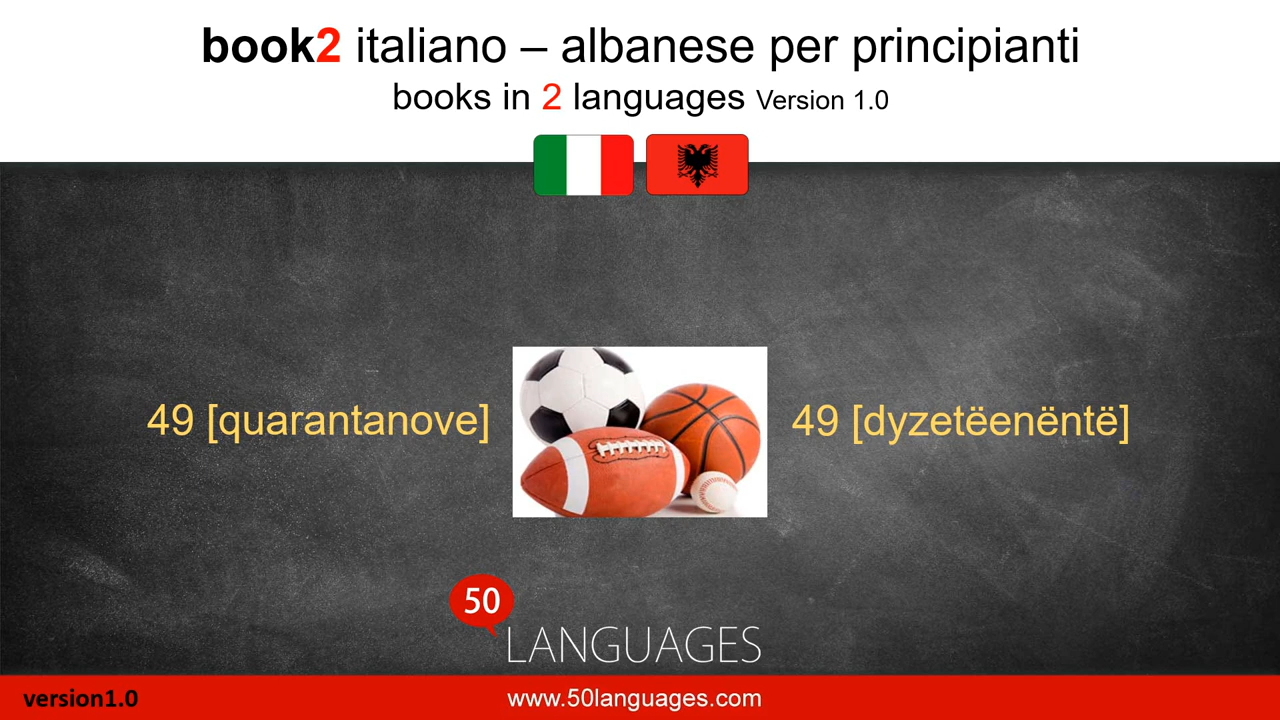 book2 italiano – albanese per principianti
books in 2 languages Version 1.0
49 [quarantanove]
49 [dyzetëenëntë]
50
LANGUAGES
version1.0
www.50languages.com